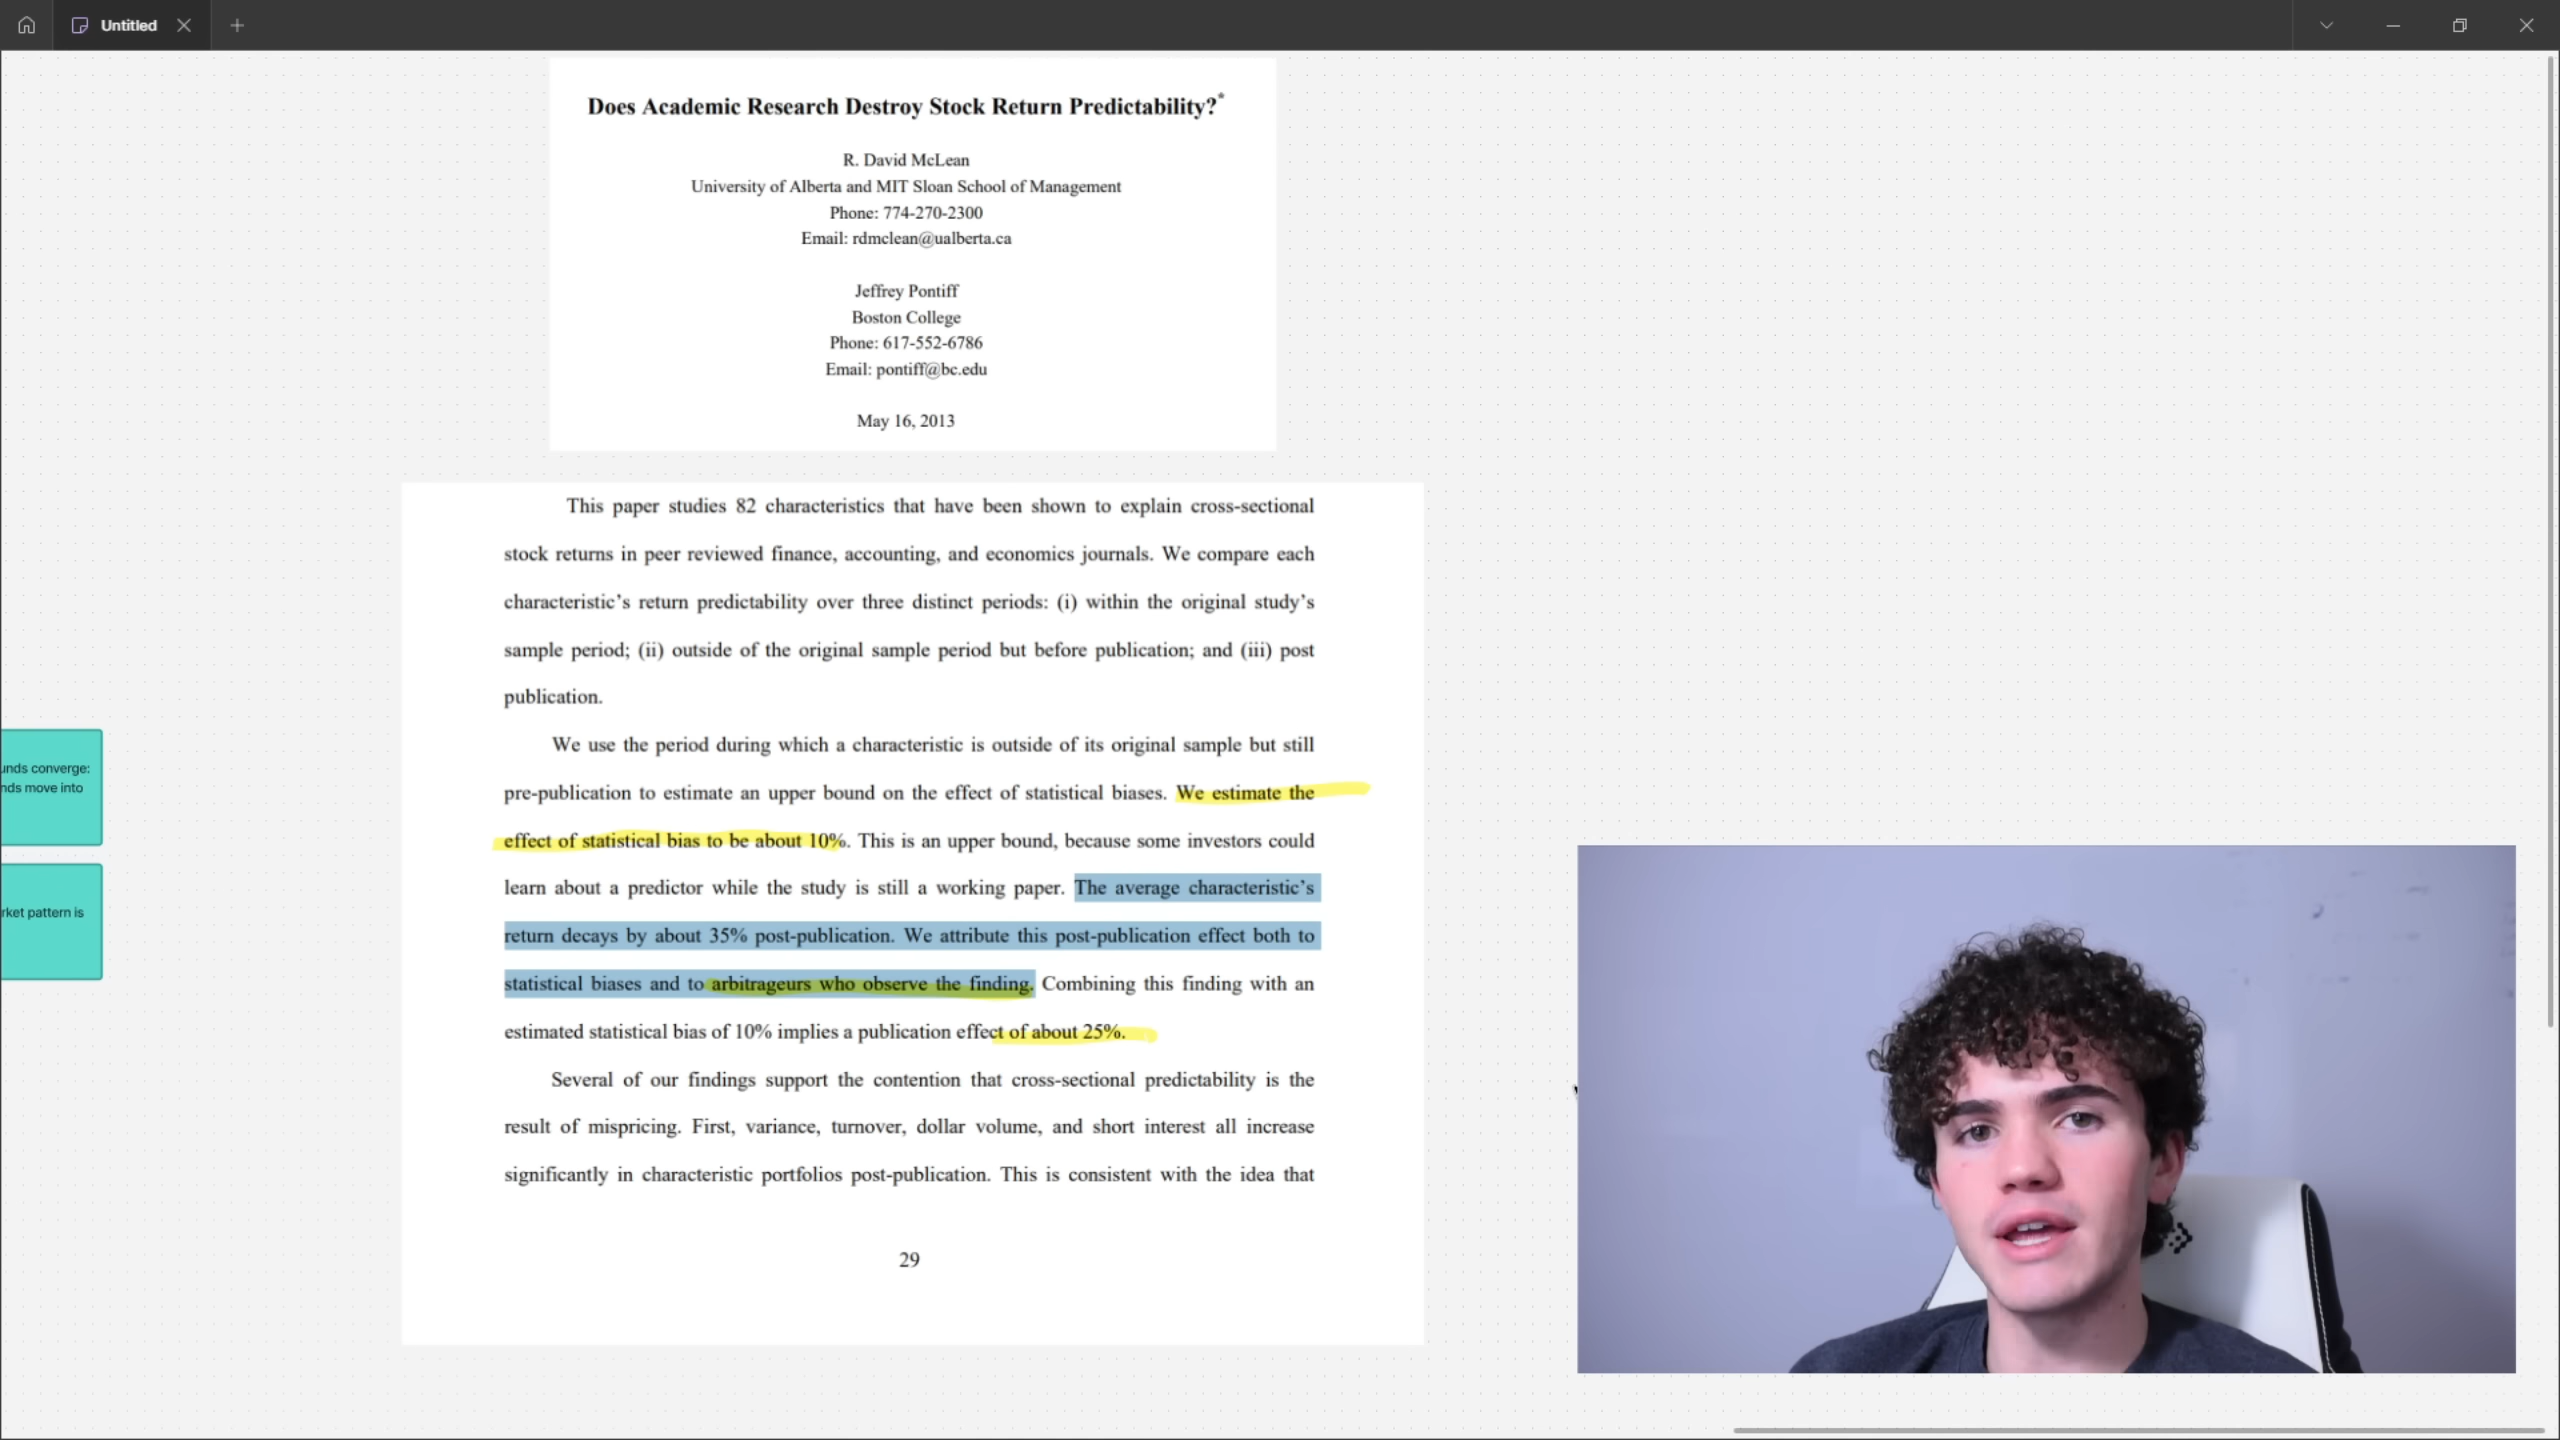 Untitled
Does Academic Research Destroy Stock Return Predictability?*
R. David McLean
University of Alberta and MIT Sloan School of Management
Phone: 774-270-2300
Email: rdmclean@ualberta.ca
Jeffrey Pontiff
Boston College
Phone: 617-552-6786
Email: pontiff@bc.edu
May 16, 2013
This paper studies 82 characteristics that have been shown to explain cross-sectional
stock returns in peer reviewed finance, accounting, and economics journals. We compare each
characteristic’s return predictability over three distinct periods: (i) within the original study’s
sample period; (ii) outside of the original sample period but before publication; and (iii) post
publication.
We use the period during which a characteristic is outside of its original sample but still
pre-publication to estimate an upper bound on the effect of statistical biases. We estimate the
effect of statistical bias to be about 10%. This is an upper bound, because some investors could
learn about a predictor while the study is still a working paper. The average characteristic’s
return decays by about 35% post-publication. We attribute this post-publication effect both to
statistical biases and to arbitrageurs who observe the finding. Combining this finding with an
estimated statistical bias of 10% implies a publication effect of about 25%.
Several of our findings support the contention that cross-sectional predictability is the
result of mispricing. First, variance, turnover, dollar volume, and short interest all increase
significantly in characteristic portfolios post-publication. This is consistent with the idea that
29
unds converge:
nds move into
rket pattern is